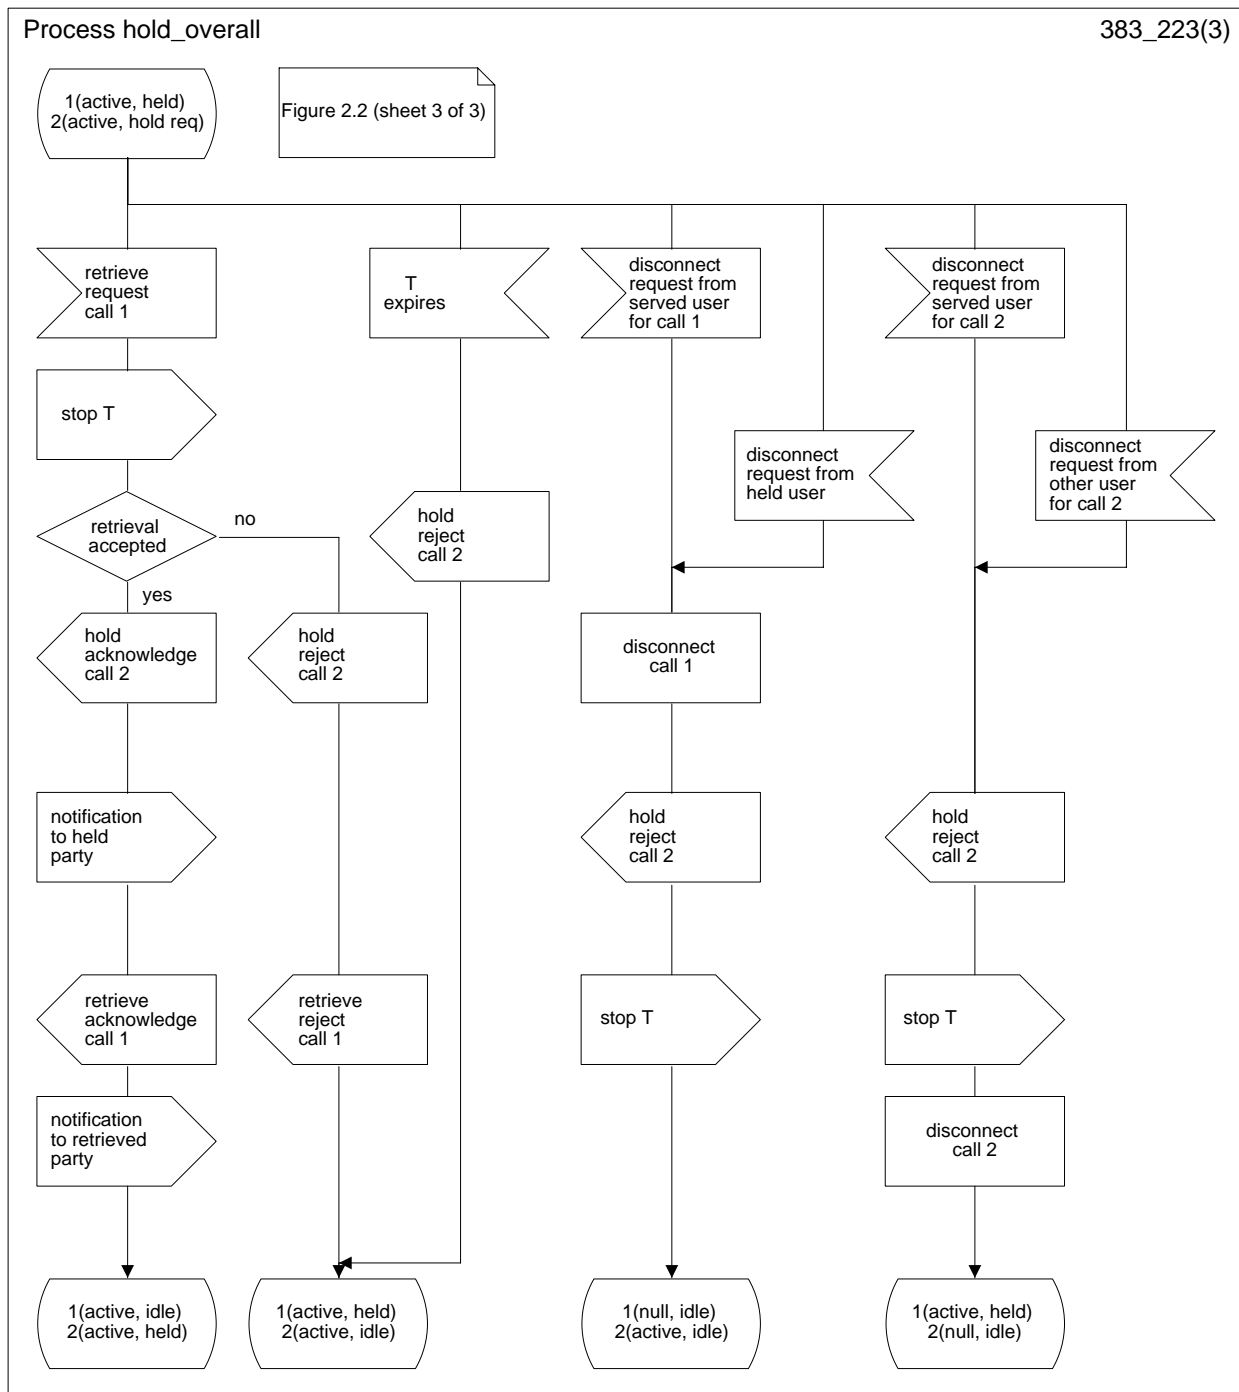 Process hold_overall
383_223(3)
1(active, held)
2(active, hold req)
Figure 2.2 (sheet 3 of 3)
retrieve
request
call 1
T
expires
disconnect
request from
served user
for call 1
disconnect
request from
served user
for call 2
stop T
disconnect
request from
held user
disconnect
request from
other user
for call 2
retrieval
accepted
no
yes
hold
reject
call 2
hold
acknowledge
call 2
hold
reject
call 2
disconnect
call 1
notification
to held
party
hold
reject
call 2
hold
reject
call 2
retrieve
acknowledge
call 1
retrieve
reject
call 1
stop T
stop T
notification
to retrieved
party
disconnect
call 2
1(active, idle)
2(active, held)
1(active, held)
2(active, idle)
1(null, idle)
2(active, idle)
1(active, held)
2(null, idle)